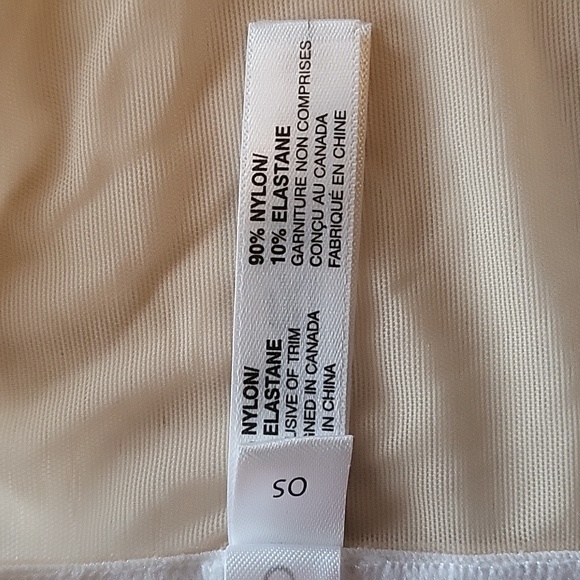 NYLON/
ELASTANE
USIVE OF TRIM
GNED IN CANADA
IN CHINA
90% NYLON/
10% ELASTANE
GARNITURE NON COMPRISES
CONÇU AU CANADA
FABRIQUÉ EN CHINE
OS